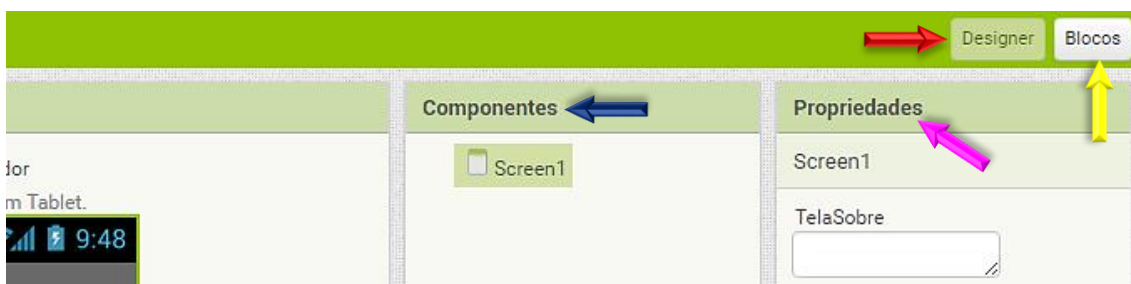 Designer
Blocos
Componentes
Propriedades
dor
Screen1
Screen1
m Tablet.
TelaSobre
9:48